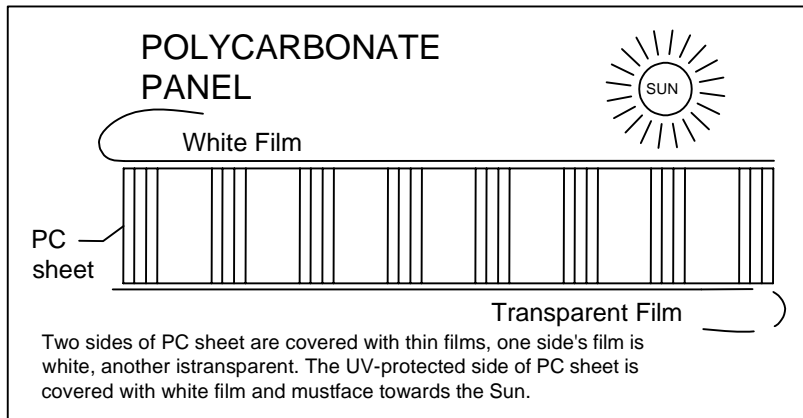 POLYCARBONATE
PANEL
SUN
White Film
PC
sheet
Transparent Film
Two sides of PC sheet are covered with thin films, one side's film is
white, another istransparent. The UV-protected side of PC sheet is
covered with white film and mustface towards the Sun.